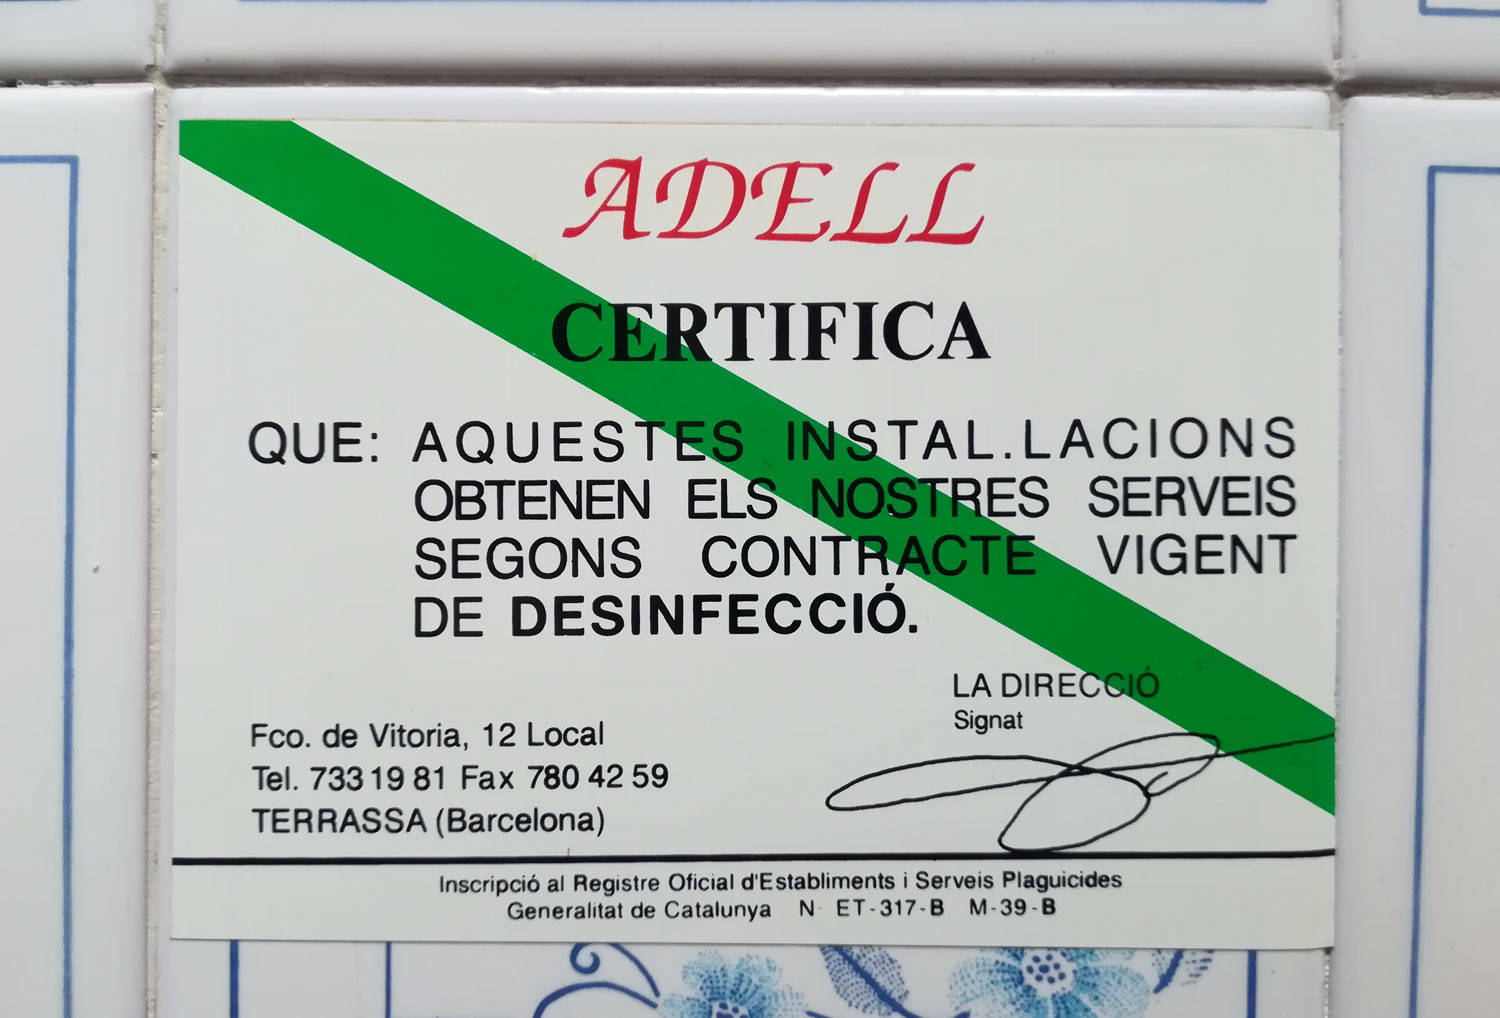 ADELL
CERTIFICA
QUE: AQUESTES INSTAL.LACIONS
OBTENEN ELS NOSTRES SERVEIS
SEGONS CONTRACTE VIGENT
DE DESINFECCIÓ.
LA DIRECCIÓ
Signat
Fco. de Vitoria, 12 Local
Tel. 733 19 81 Fax 780 42 59
TERRASSA (Barcelona)
Inscripció al Registre Oficial d'Establiments i Serveis Plaguicides
Generalitat de Catalunya N· ET-317-B M-39-B